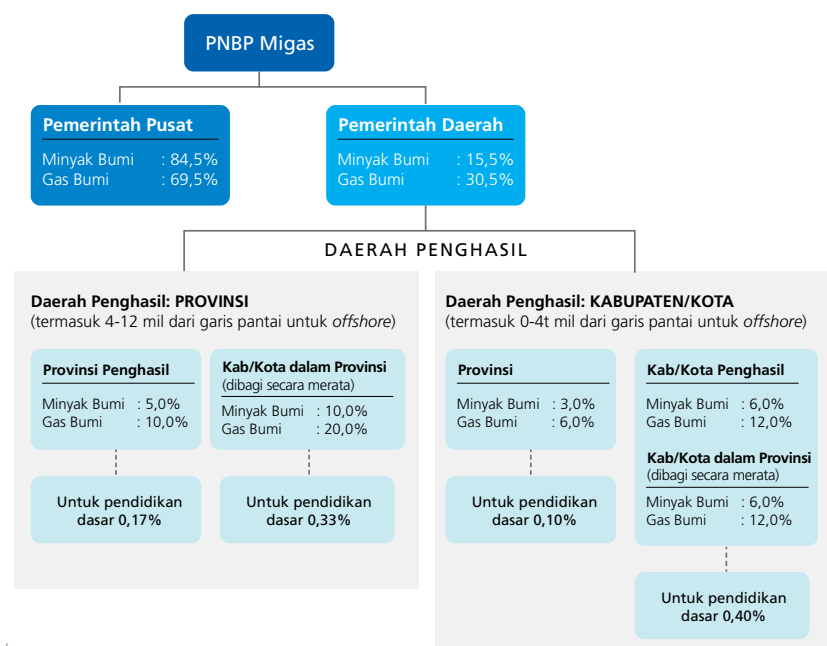 PNBP Migas
Pemerintah Pusat
Minyak Bumi : 84,5%
Gas Bumi : 69,5%
Pemerintah Daerah
Minyak Bumi : 15,5%
Gas Bumi : 30,5%
DAERAH PENGHASIL
Daerah Penghasil: PROVINSI
(termasuk 4-12 mil dari garis pantai untuk offshore)
Provinsi Penghasil
Minyak Bumi : 5,0%
Gas Bumi : 10,0%
Untuk pendidikan
dasar 0,17%
Kab/Kota dalam Provinsi
(dibagi secara merata)
Minyak Bumi : 10,0%
Gas Bumi : 20,0%
Untuk pendidikan
dasar 0,33%
Daerah Penghasil: KABUPATEN/KOTA
(termasuk 0-4t mil dari garis pantai untuk offshore)
Provinsi
Minyak Bumi : 3,0%
Gas Bumi : 6,0%
Untuk pendidikan
dasar 0,10%
Kab/Kota Penghasil
Minyak Bumi : 6,0%
Gas Bumi : 12,0%
Kab/Kota dalam Provinsi
(dibagi secara merata)
Minyak Bumi : 6,0%
Gas Bumi : 12,0%
Untuk pendidikan
dasar 0,40%